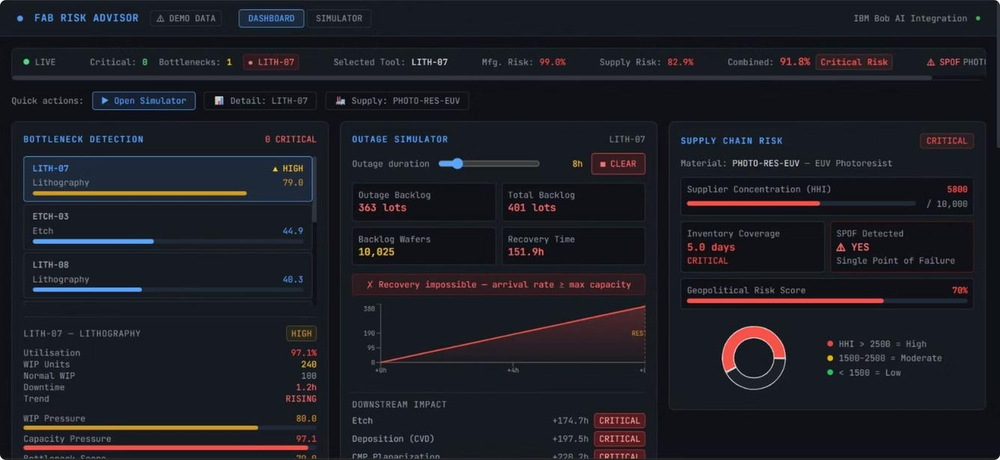 FAB RISK ADVISOR ⚠ DEMO DATA DASHBOARD SIMULATOR IBM Bob AI Integration
LIVE Critical: 0 Bottlenecks: 1 LITH-07 Selected Tool: LITH-07 Mfg. Risk: 99.0% Supply Risk: 82.9% Combined: 91.8% Critical Risk ⚠ SPOF PHOTO
Quick actions: ▶ Open Simulator 📊 Detail: LITH-07 🏭 Supply: PHOTO-RES-EUV
BOTTLENECK DETECTION 0 CRITICAL
LITH-07 ▲ HIGH
Lithography 79.0
ETCH-03
Etch 44.9
LITH-08
Lithography 40.3
LITH-07 — LITHOGRAPHY HIGH
Utilisation 97.1%
WIP Units 240
Normal WIP 100
Downtime 1.2h
Trend RISING
WIP Pressure 80.0
Capacity Pressure 97.1
Bottleneck Score 79.0
OUTAGE SIMULATOR LITH-07
Outage duration 8h ■ CLEAR
Outage Backlog
363 lots
Total Backlog
401 lots
Backlog Wafers
10,025
Recovery Time
151.9h
✗ Recovery impossible — arrival rate ≥ max capacity
380
190
95
0
REST
+0h +4h
DOWNSTREAM IMPACT
Etch +174.7h CRITICAL
Deposition (CVD) +197.5h CRITICAL
CMP Planarization +220.2h CRITICAL
SUPPLY CHAIN RISK CRITICAL
Material: PHOTO-RES-EUV — EUV Photoresist
Supplier Concentration (HHI) 5800
/ 10,000
Inventory Coverage
5.0 days
CRITICAL
SPOF Detected
⚠ YES
Single Point of Failure
Geopolitical Risk Score 70%
HHI > 2500 = High
1500-2500 = Moderate
< 1500 = Low